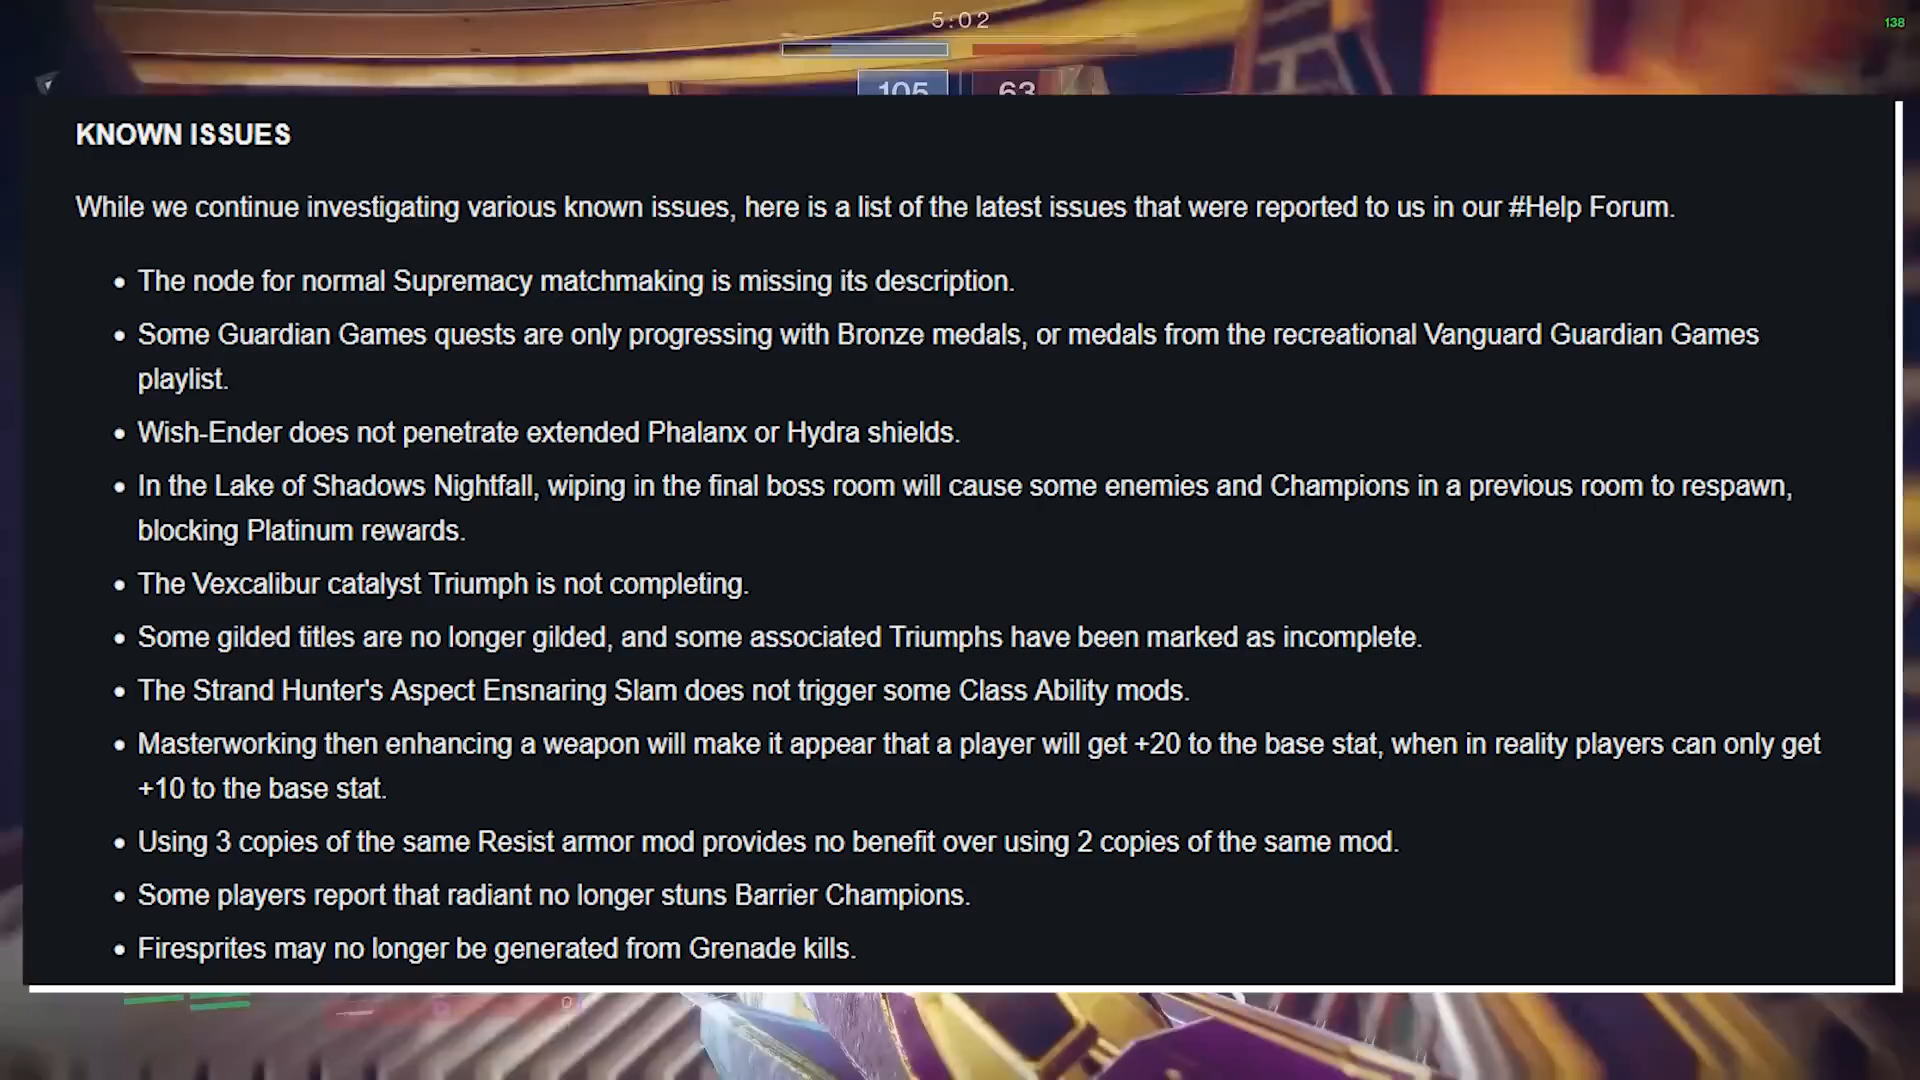 5:02
138
105
63
KNOWN ISSUES
While we continue investigating various known issues, here is a list of the latest issues that were reported to us in our #Help Forum.
• The node for normal Supremacy matchmaking is missing its description.
• Some Guardian Games quests are only progressing with Bronze medals, or medals from the recreational Vanguard Guardian Games
playlist.
• Wish-Ender does not penetrate extended Phalanx or Hydra shields.
• In the Lake of Shadows Nightfall, wiping in the final boss room will cause some enemies and Champions in a previous room to respawn,
blocking Platinum rewards.
• The Vexcalibur catalyst Triumph is not completing.
• Some gilded titles are no longer gilded, and some associated Triumphs have been marked as incomplete.
• The Strand Hunter's Aspect Ensnaring Slam does not trigger some Class Ability mods.
• Masterworking then enhancing a weapon will make it appear that a player will get +20 to the base stat, when in reality players can only get
+10 to the base stat.
• Using 3 copies of the same Resist armor mod provides no benefit over using 2 copies of the same mod.
• Some players report that radiant no longer stuns Barrier Champions.
• Firesprites may no longer be generated from Grenade kills.
0